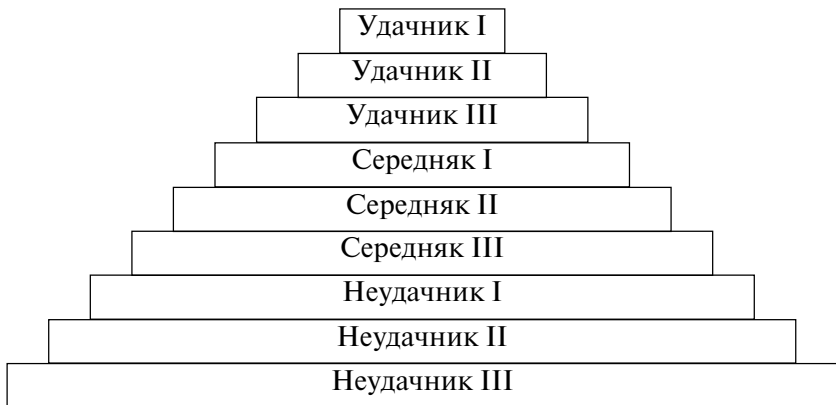 Удачник I
Удачник II
Удачник III
Середняк I
Середняк II
Середняк III
Неудачник I
Неудачник II
Неудачник III